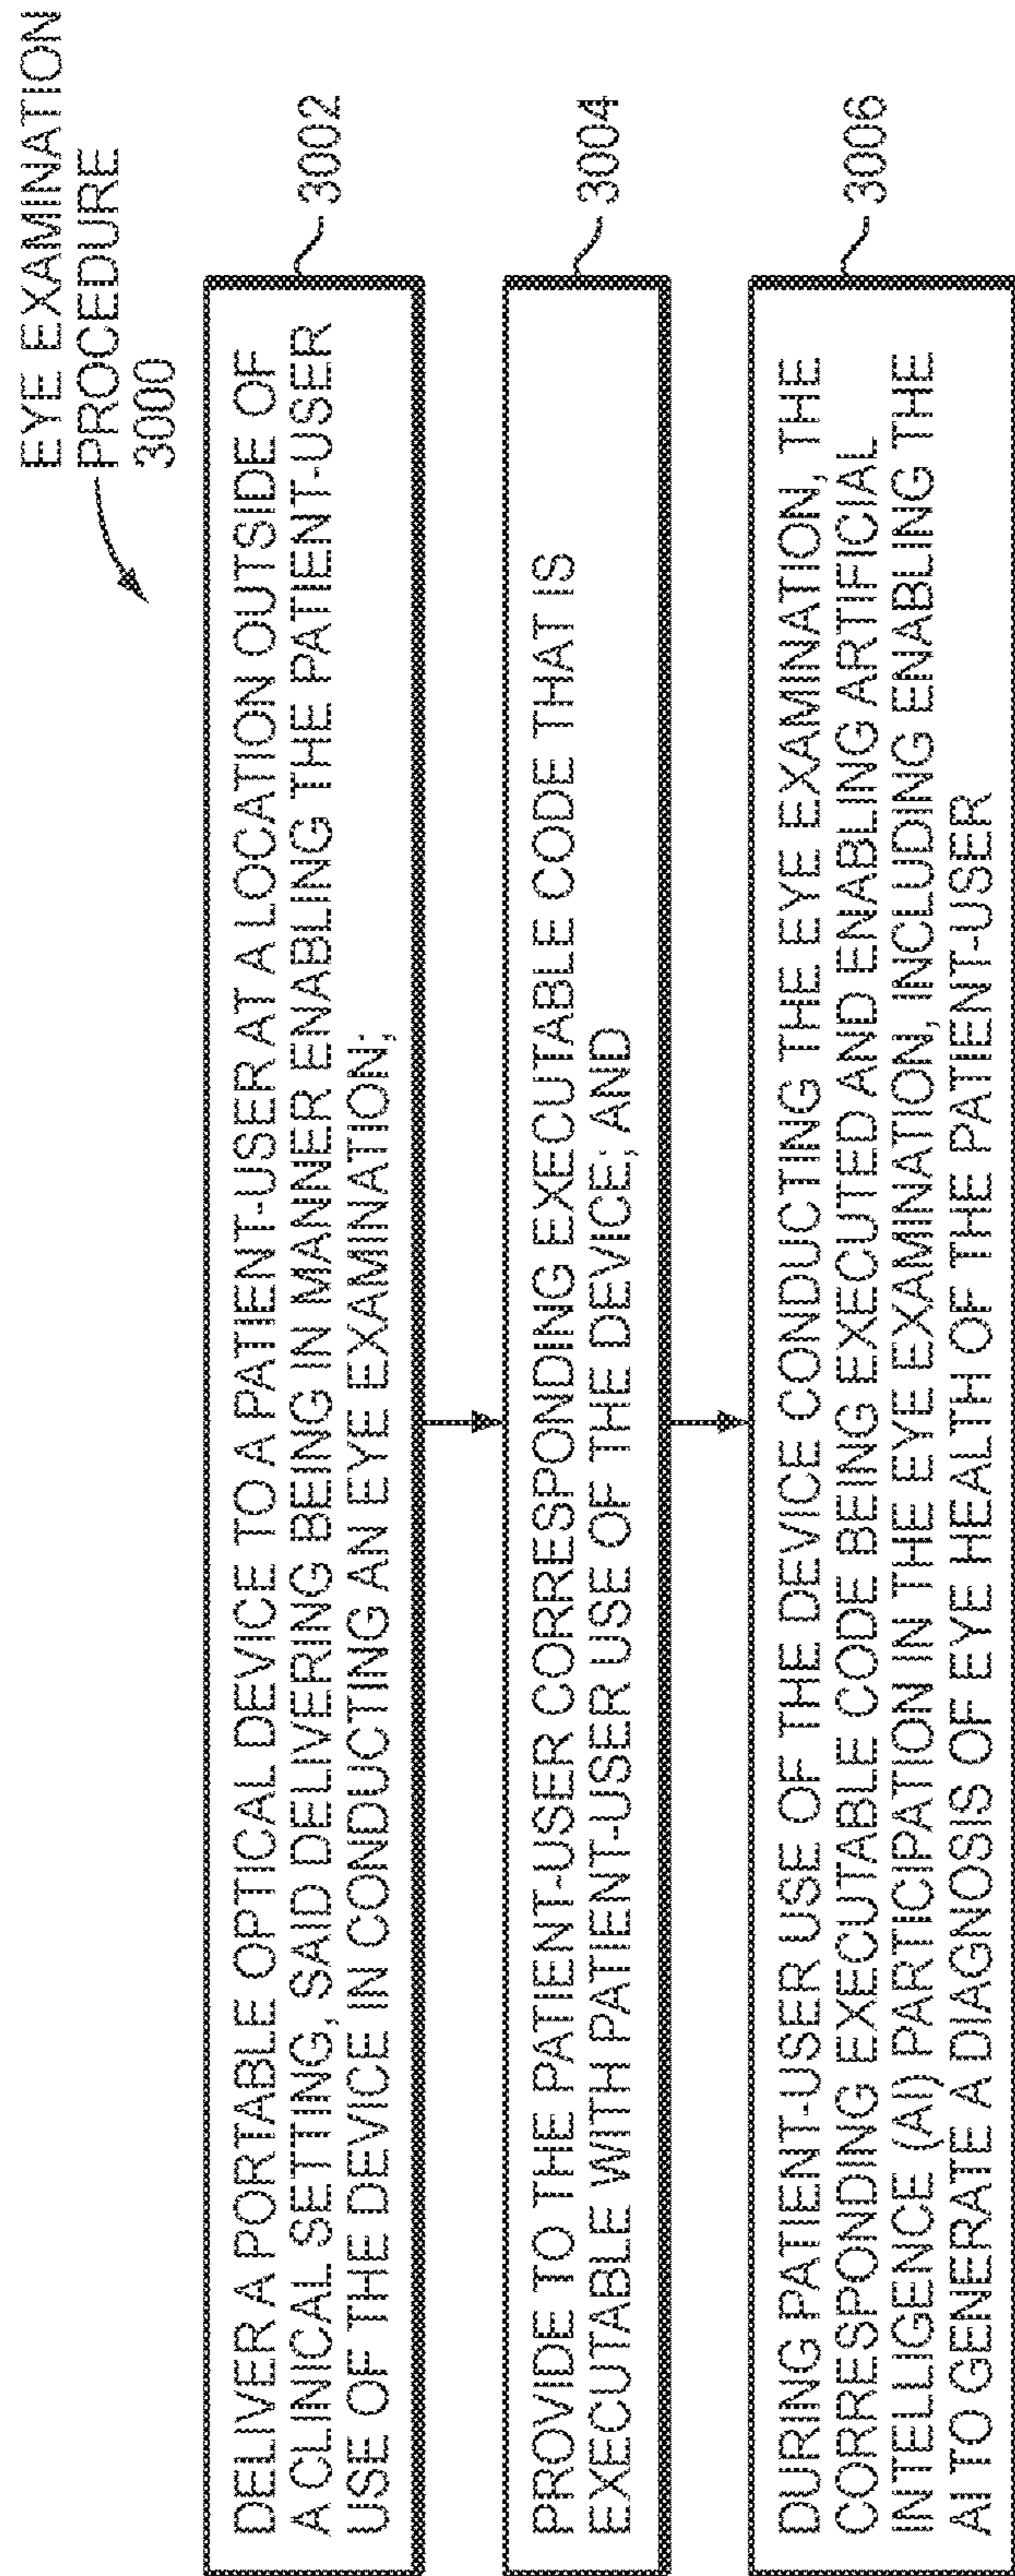 EYE EXAMINATION
PROCEDURE
3000
DELIVER A PORTABLE OPTICAL DEVICE TO A PATIENT-USER AT A LOCATION OUTSIDE OF
A CLINICAL SETTING, SAID DELIVERING BEING IN MANNER ENABLING THE PATIENT-USER
USE OF THE DEVICE IN CONDUCTING AN EYE EXAMINATION;
3002
PROVIDE TO THE PATIENT-USER CORRESPONDING EXECUTABLE CODE THAT IS
EXECUTABLE WITH PATIENT-USER USE OF THE DEVICE; AND
3004
DURING PATIENT-USER USE OF THE DEVICE CONDUCTING THE EYE EXAMINATION, THE
CORRESPONDING EXECUTABLE CODE BEING EXECUTED AND ENABLING ARTIFICIAL
INTELLIGENCE (AI) PARTICIPATION IN THE EYE EXAMINATION, INCLUDING ENABLING THE
AI TO GENERATE A DIAGNOSIS OF EYE HEALTH OF THE PATIENT-USER
3006